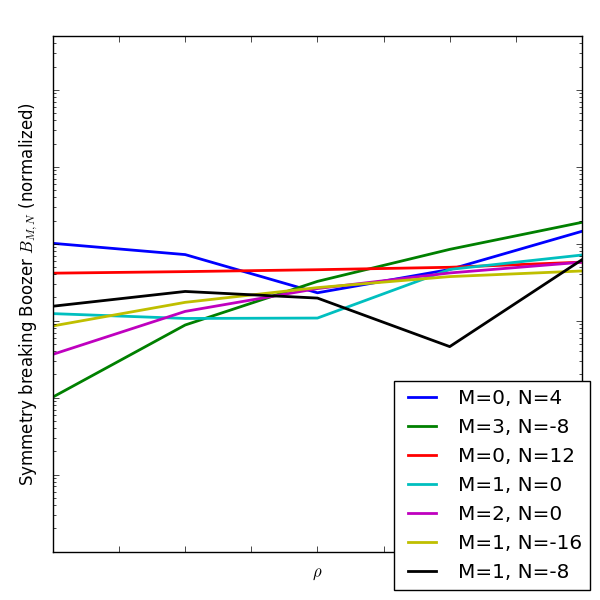 Symmetry breaking Boozer B_{M,N} (normalized)
ρ
M=0, N=4
M=3, N=-8
M=0, N=12
M=1, N=0
M=2, N=0
M=1, N=-16
M=1, N=-8